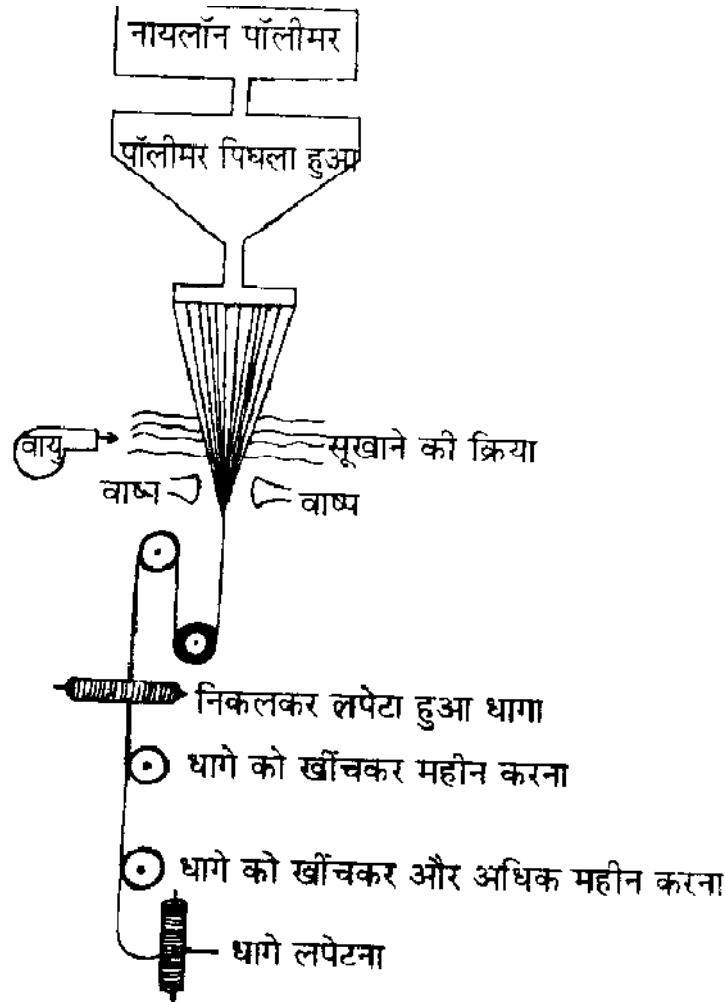 नायलॉन पॉलीमर
पॉलीमर पिघला हुआ
वायु
सूखाने की क्रिया
वाष्प
वाष्प
निकलकर लपेटा हुआ धागा
धागे को खींचकर महीन करना
धागे को खींचकर और अधिक महीन करना
धागे लपेटना